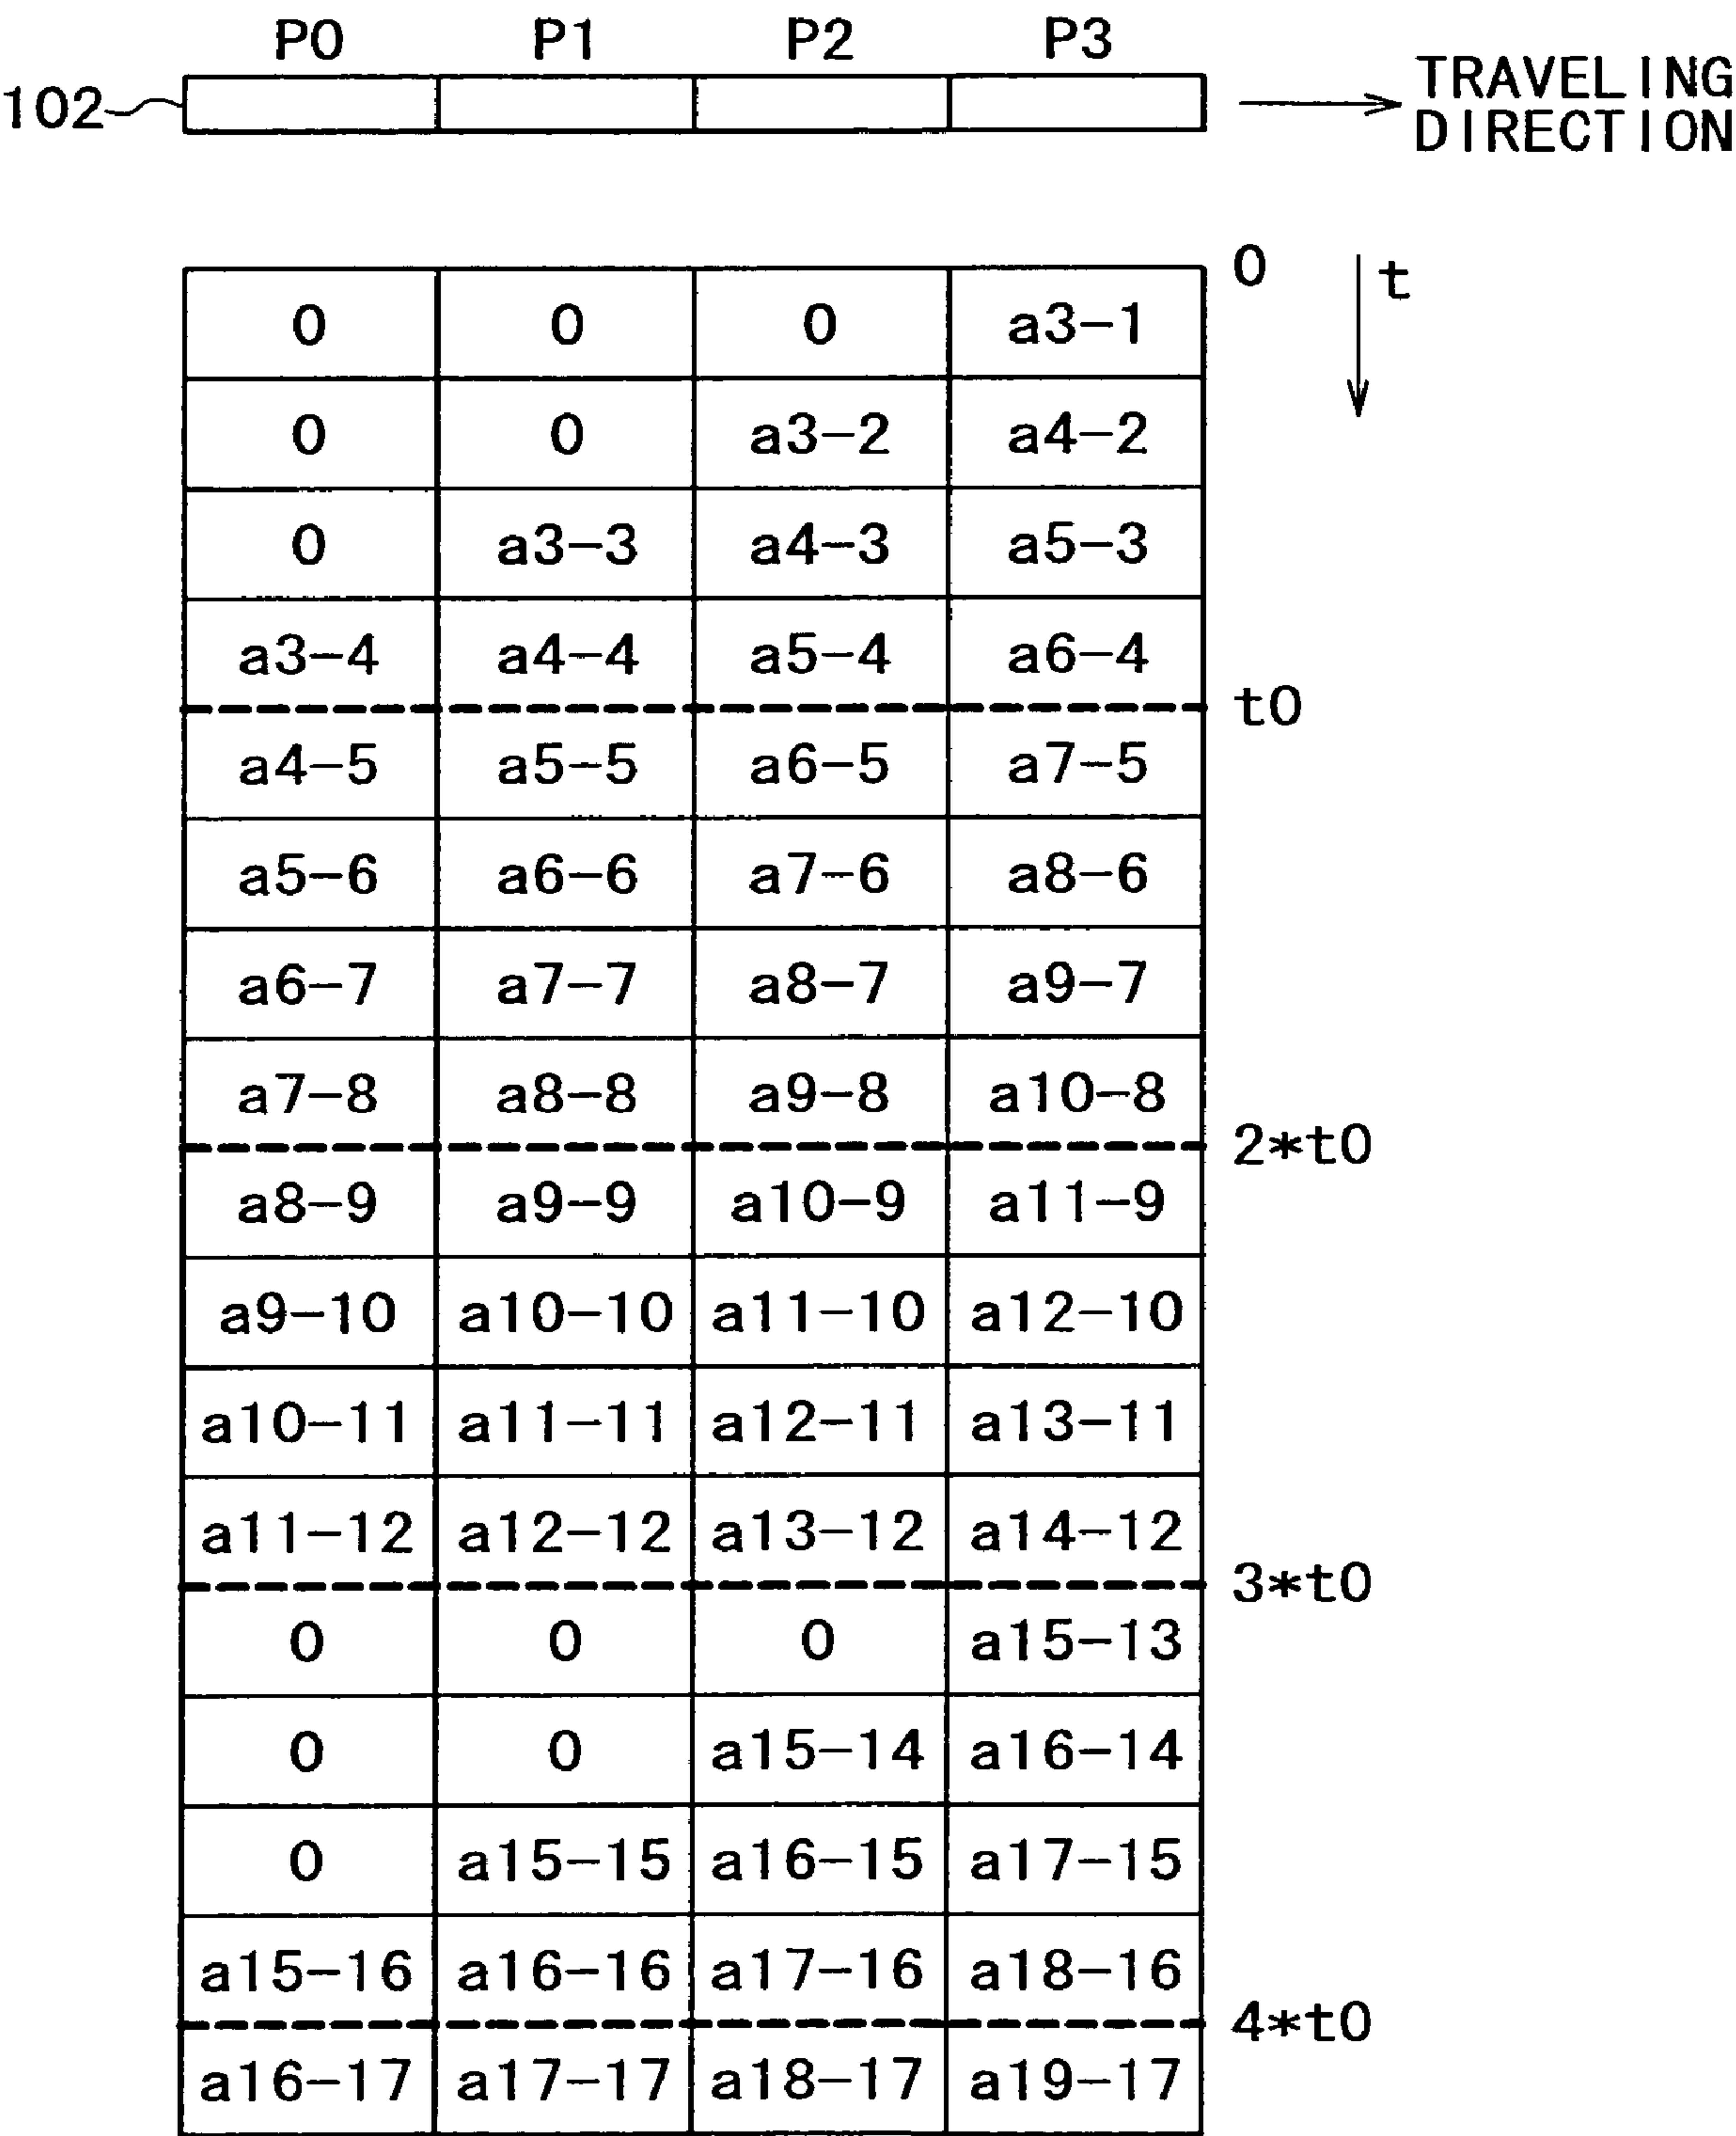 P0 P1 P2 P3
102
TRAVELING
DIRECTION
0 t
0 0 0 a3-1
0 0 a3-2 a4-2
0 a3-3 a4-3 a5-3
a3-4 a4-4 a5-4 a6-4
t0
a4-5 a5-5 a6-5 a7-5
a5-6 a6-6 a7-6 a8-6
a6-7 a7-7 a8-7 a9-7
a7-8 a8-8 a9-8 a10-8
2*t0
a8-9 a9-9 a10-9 a11-9
a9-10 a10-10 a11-10 a12-10
a10-11 a11-11 a12-11 a13-11
a11-12 a12-12 a13-12 a14-12
3*t0
0 0 0 a15-13
0 0 a15-14 a16-14
0 a15-15 a16-15 a17-15
a15-16 a16-16 a17-16 a18-16
4*t0
a16-17 a17-17 a18-17 a19-17